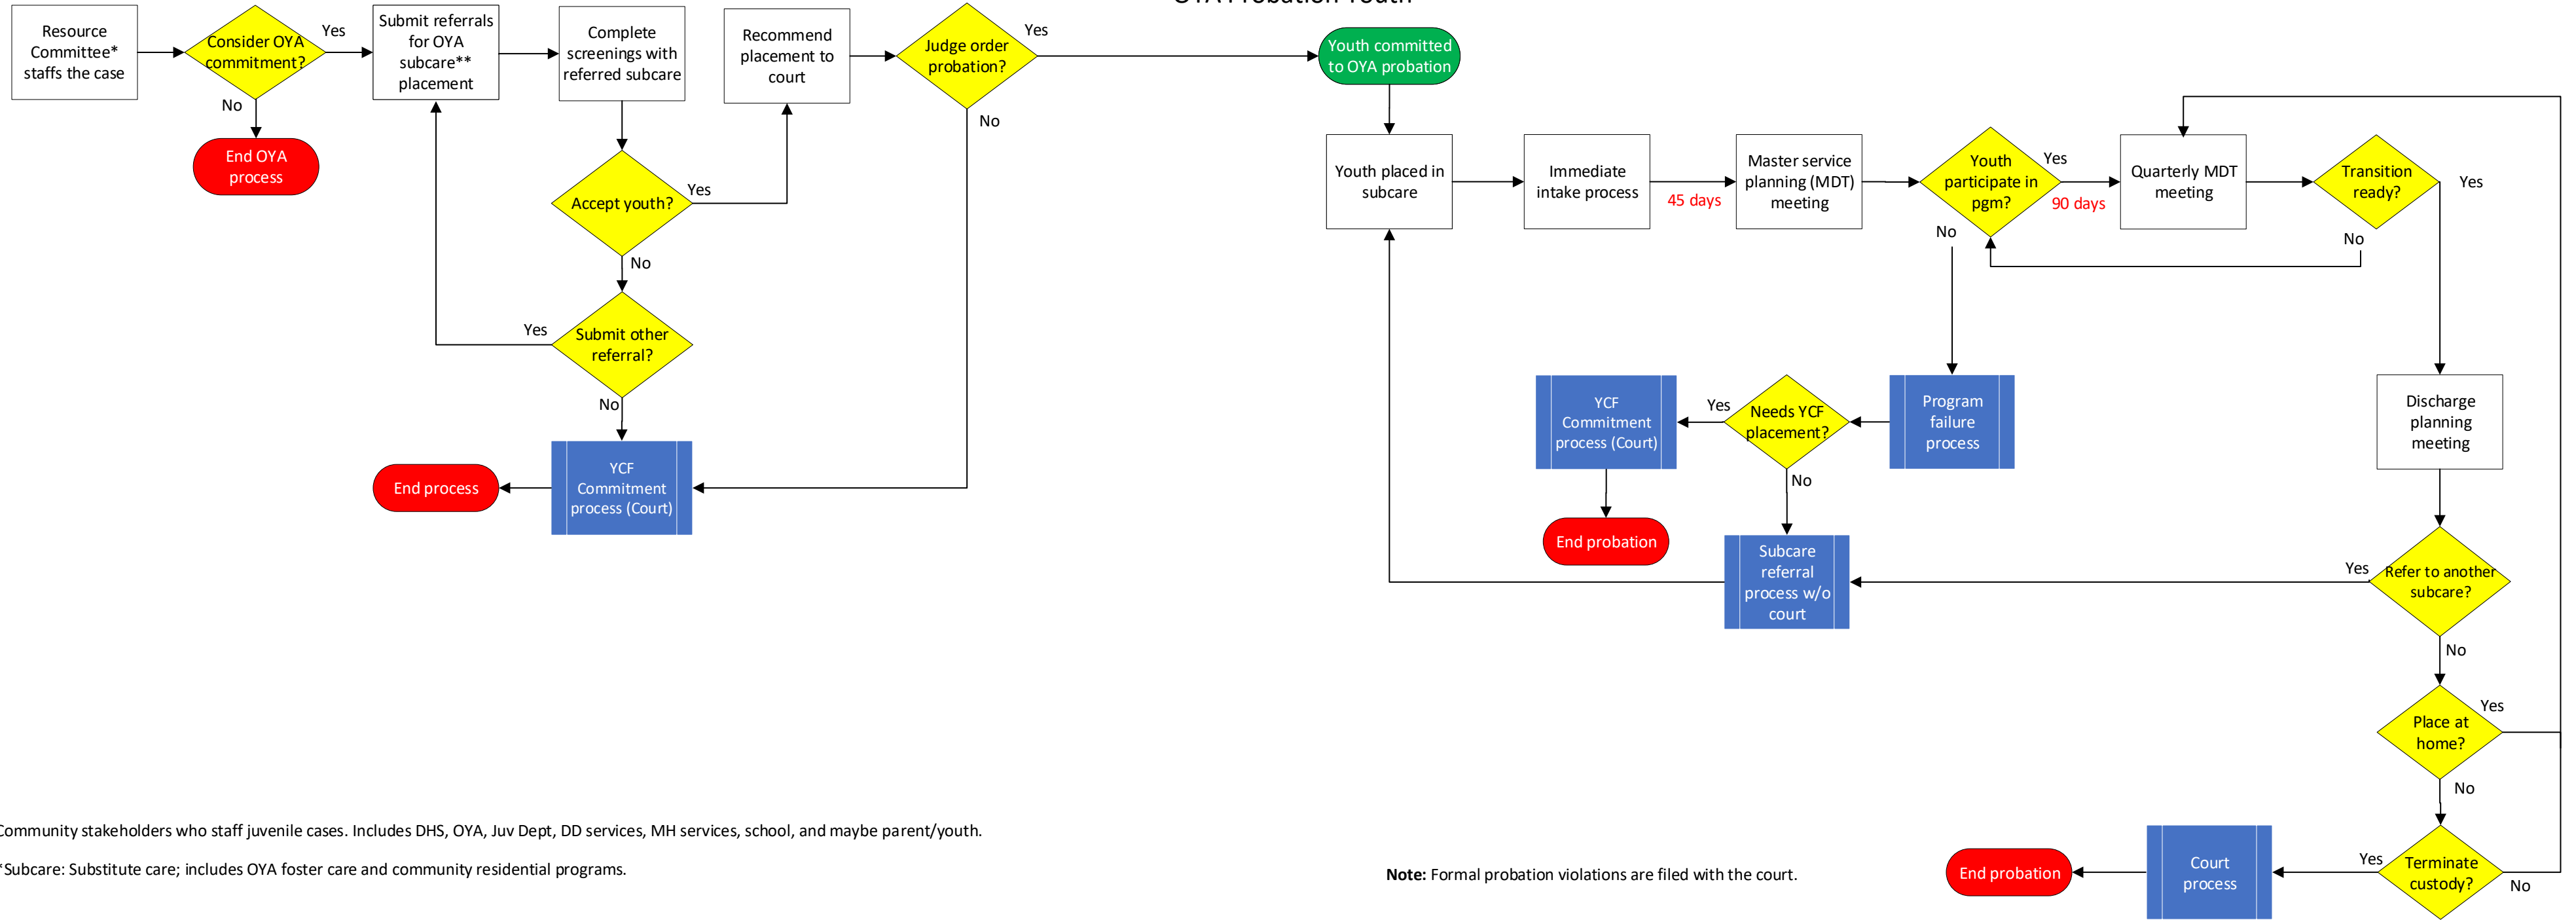 OYA Probation Youth
Resource
Committee*
staffs the case
Consider OYA
commitment?
Yes
No
End OYA
process
Submit referrals
for OYA
subcare**
placement
Complete
screenings with
referred subcare
Accept youth?
Yes
No
Submit other
referral?
Yes
No
YCF
Commitment
process (Court)
End process
Recommend
placement to
court
Judge order
probation?
Yes
No
Youth committed
to OYA probation
Youth placed in
subcare
Immediate
intake process
45 days
Master service
planning (MDT)
meeting
Youth
participate in
pgm?
Yes
90 days
No
Quarterly MDT
meeting
Transition
ready?
Yes
No
Program
failure
process
Needs YCF
placement?
Yes
No
YCF
Commitment
process (Court)
End probation
Subcare
referral
process w/o
court
Discharge
planning
meeting
Refer to another
subcare?
Yes
No
Place at
home?
Yes
No
Terminate
custody?
Yes
No
Court
process
End probation
Community stakeholders who staff juvenile cases. Includes DHS, OYA, Juv Dept, DD services, MH services, school, and maybe parent/youth.
*Subcare: Substitute care; includes OYA foster care and community residential programs.
Note: Formal probation violations are filed with the court.